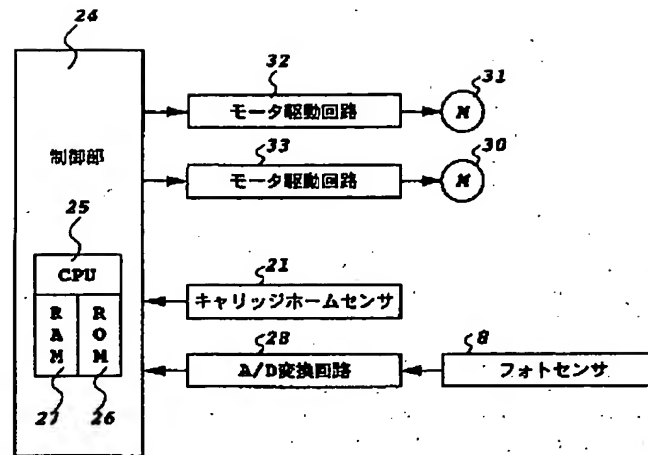 24
32
31
モータ駆動回路
M
制御部
33
30
モータ駆動回路
M
25
CPU
21
キャリッジホームセンサ
RAM
ROM
28
8
A/D変換回路
フォトセンサ
27
26